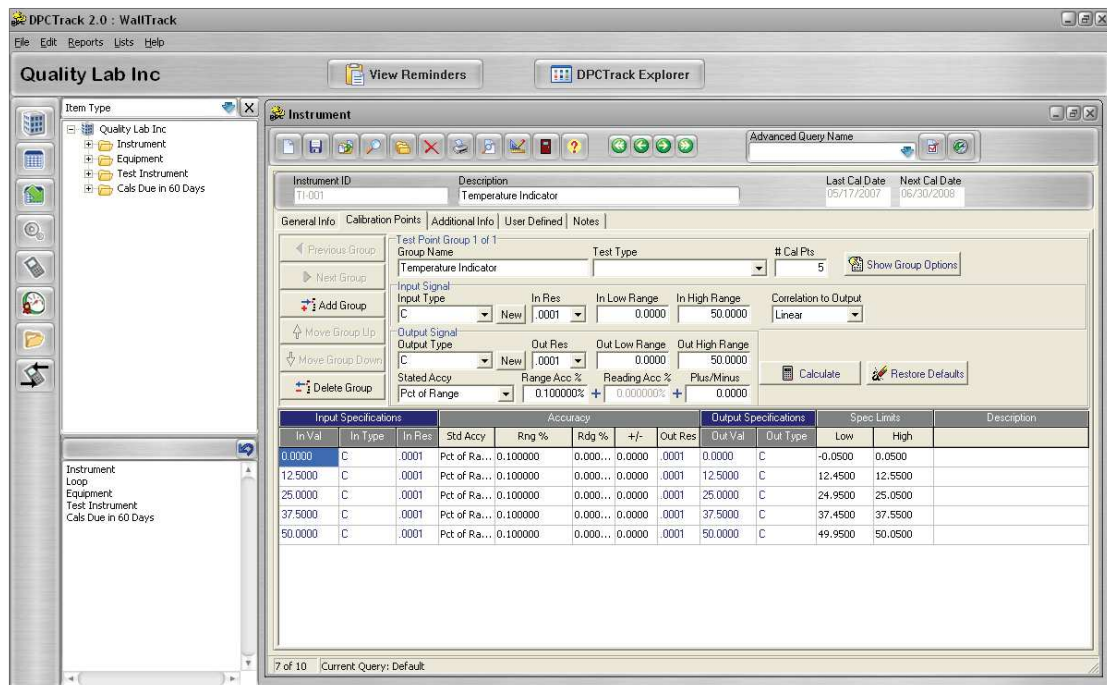 DPCTrack 2.0 : WallTrack
File Edit Reports Lists Help
Quality Lab Inc
View Reminders
DPCTrack Explorer
Item Type
Quality Lab Inc
Instrument
Equipment
Test Instrument
Cals Due in 60 Days
Instrument
Loop
Equipment
Test Instrument
Cals Due in 60 Days
Instrument
Advanced Query Name
Instrument ID Description Last Cal Date Next Cal Date
TI-001 Temperature Indicator 05/17/2007 06/30/2008
General Info Calibration Points Additional Info User Defined Notes
Previous Group
Next Group
Add Group
Move Group Up
Move Group Down
Delete Group
Test Point Group 1 of 1
Group Name Test Type # Cal Pts
Temperature Indicator 5 Show Group Options
Input Signal
Input Type In Res In Low Range In High Range Correlation to Output
C New .0001 0.0000 50.0000 Linear
Output Signal
Output Type Out Res Out Low Range Out High Range
C New .0001 0.0000 50.0000
Stated Accy Range Acc % Reading Acc % Plus/Minus
Pct of Range 0.100000% + 0.000000% + 0.0000
Calculate Restore Defaults
Input Specifications Accuracy Output Specifications Spec Limits Description
In Val In Type In Res Std Accy Rng % Rdg % +/- Out Res Out Val Out Type Low High
0.0000 C .0001 Pct of Ra... 0.100000 0.000... 0.0000 .0001 0.0000 C -0.0500 0.0500
12.5000 C .0001 Pct of Ra... 0.100000 0.000... 0.0000 .0001 12.5000 C 12.4500 12.5500
25.0000 C .0001 Pct of Ra... 0.100000 0.000... 0.0000 .0001 25.0000 C 24.9500 25.0500
37.5000 C .0001 Pct of Ra... 0.100000 0.000... 0.0000 .0001 37.5000 C 37.4500 37.5500
50.0000 C .0001 Pct of Ra... 0.100000 0.000... 0.0000 .0001 50.0000 C 49.9500 50.0500
7 of 10 Current Query: Default